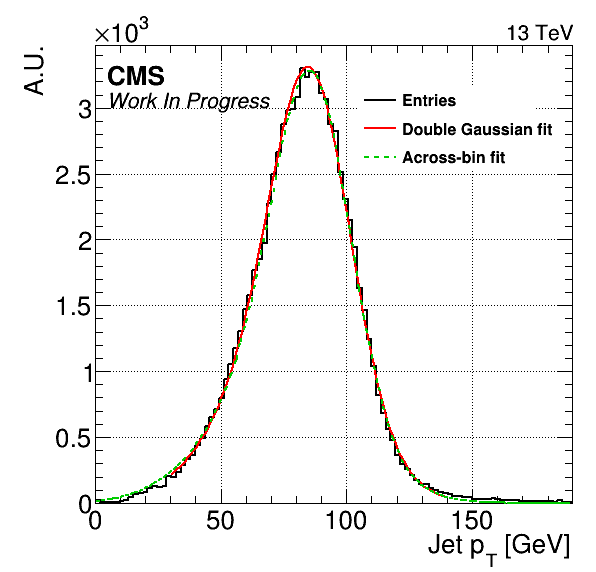 ×10³
13 TeV
A.U.
CMS
Work In Progress
Entries
Double Gaussian fit
Across-bin fit
3
2.5
2
1.5
1
0.5
0
0
50
100
150
Jet p_T [GeV]